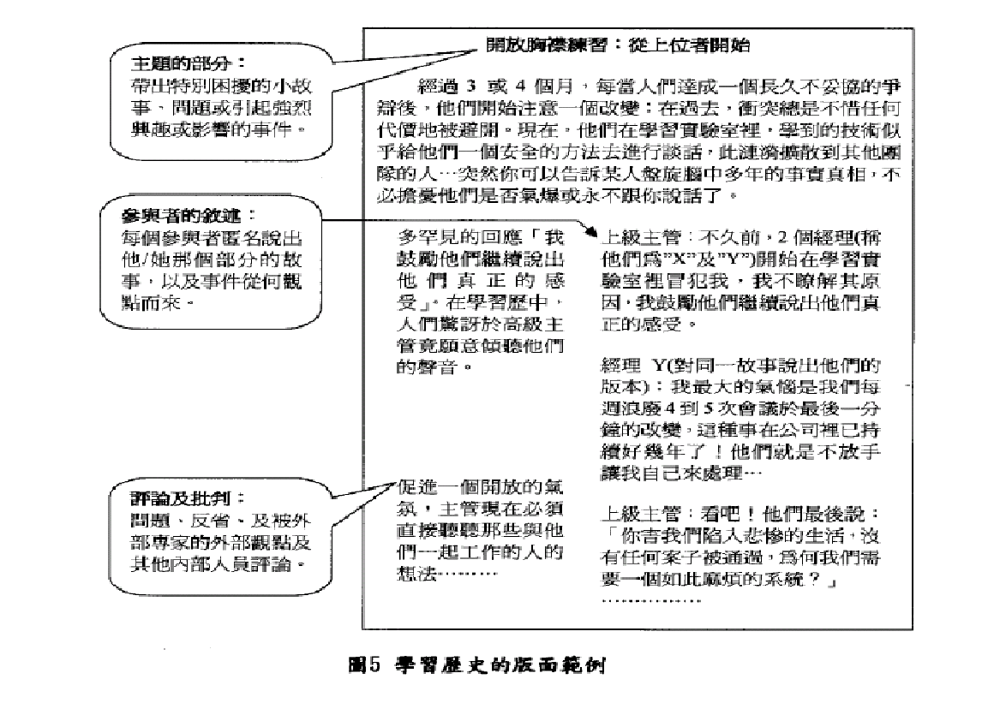 主題的部分：
帶出特別困擾的小故
事、問題或引起強烈
興趣或影響的事件。
參與者的敘述：
每個參與者匿名說出
他/她那個部分的故
事，以及事件從何觀
點而來。
評論及批判：
問題、反省、及被外
部專家的外部觀點及
其他內部人員評論。
開放胸襟練習：從上位者開始
經過 3 或 4 個月，每當人們達成一個長久不妥協的爭
辯後，他們開始注意一個改變：在過去，衝突總是不惜任何
代價地被避開。現在，他們在學習實驗室裡，學到的技術似
乎給他們一個安全的方法去進行談話，此漣漪擴散到其他團
隊的人…突然你可以告訴某人盤旋腦中多年的事實真相，不
必擔憂他們是否氣爆或永不跟你說話了。
多罕見的回應「我
鼓勵他們繼續說出
他們真正的感
受」。在學習歷中，
人們驚訝於高級主
管竟願意傾聽他們
的聲音。
促進一個開放的氣
氛，主管現在必須
直接聽聽那些與他
們一起工作的人的
想法………
上級主管：不久前，2 個經理(稱
他們為”X”及”Y”)開始在學習實
驗室裡冒犯我，我不瞭解其原
因，我鼓勵他們繼續說出他們真
正的感受。
經理 Y(對同一故事說出他們的
版本)：我最大的氣惱是我們每
週浪廢 4 到 5 次會議於最後一分
鐘的改變，這種事在公司裡已持
續好幾年了！他們就是不放手
讓我自己來處理…
上級主管：看吧！他們最後說：
「你害我們陷入悲慘的生活，沒
有任何案子被通過，為何我們需
要一個如此麻煩的系統？」
……………
圖5 學習歷史的版面範例